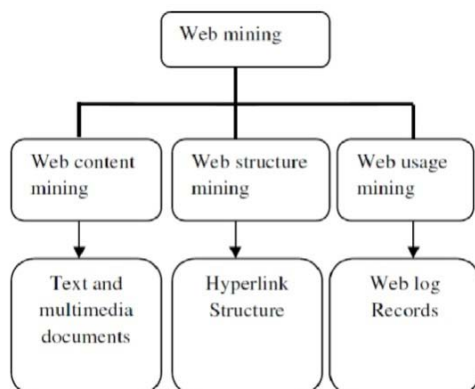 Web mining
Web content
mining
Web structure
mining
Web usage
mining
Text and
multimedia
documents
Hyperlink
Structure
Web log
Records